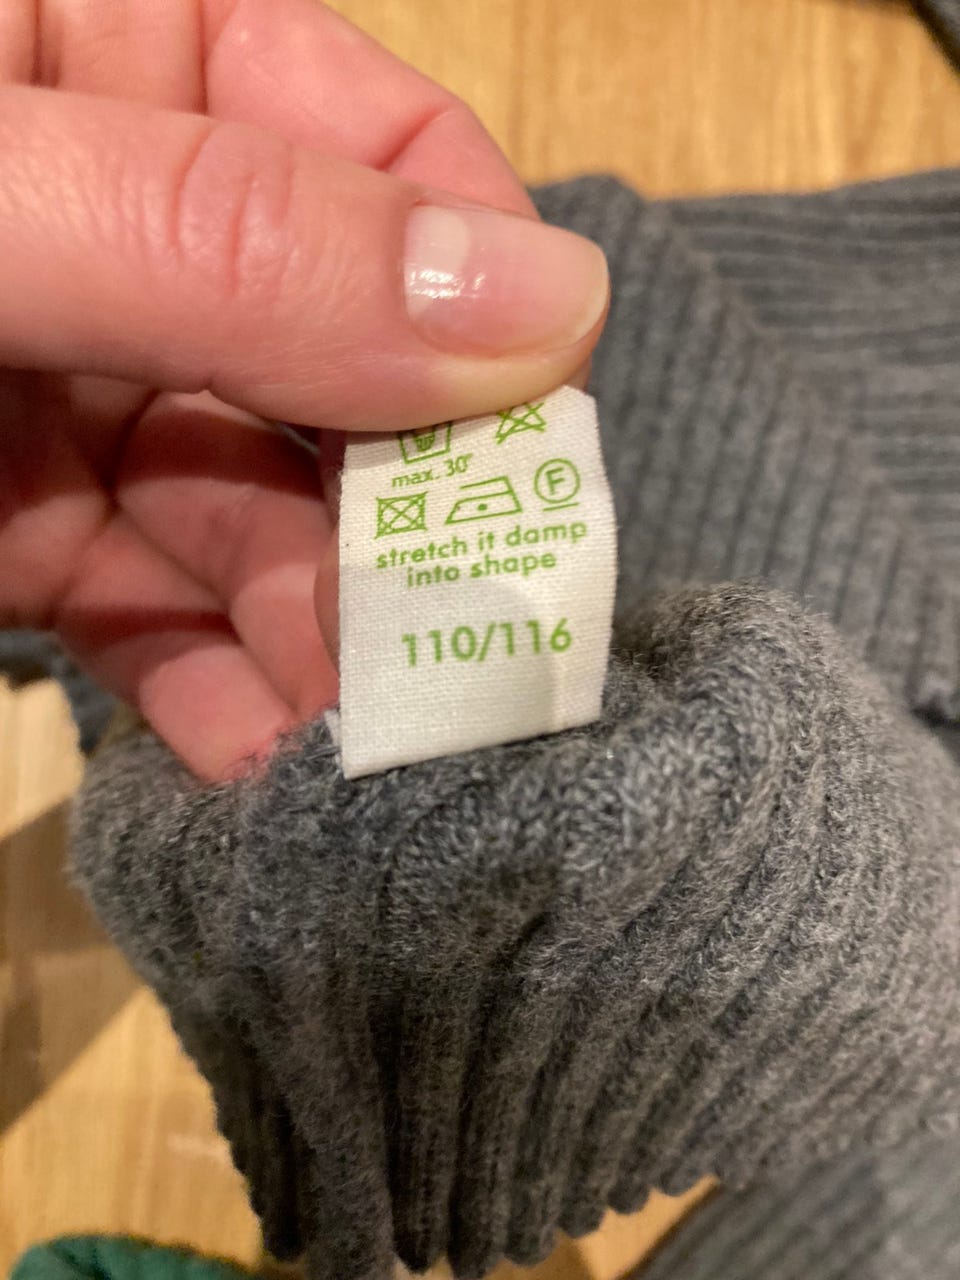 max. 30°
F
stretch it damp
into shape
110/116